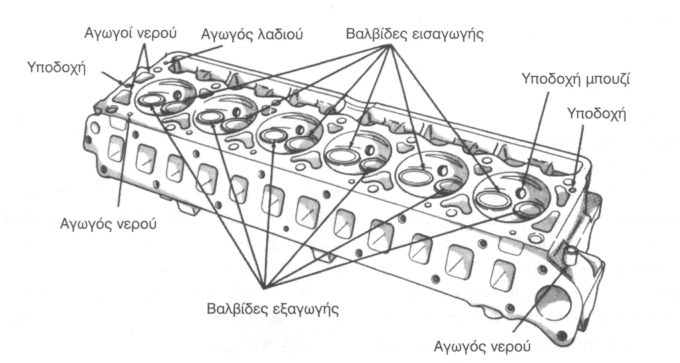 Αγωγοί νερού
Αγωγός λαδιού
Βαλβίδες εισαγωγής
Υποδοχή
Υποδοχή μπουζί
Υποδοχή
Αγωγός νερού
Βαλβίδες εξαγωγής
Αγωγός νερού